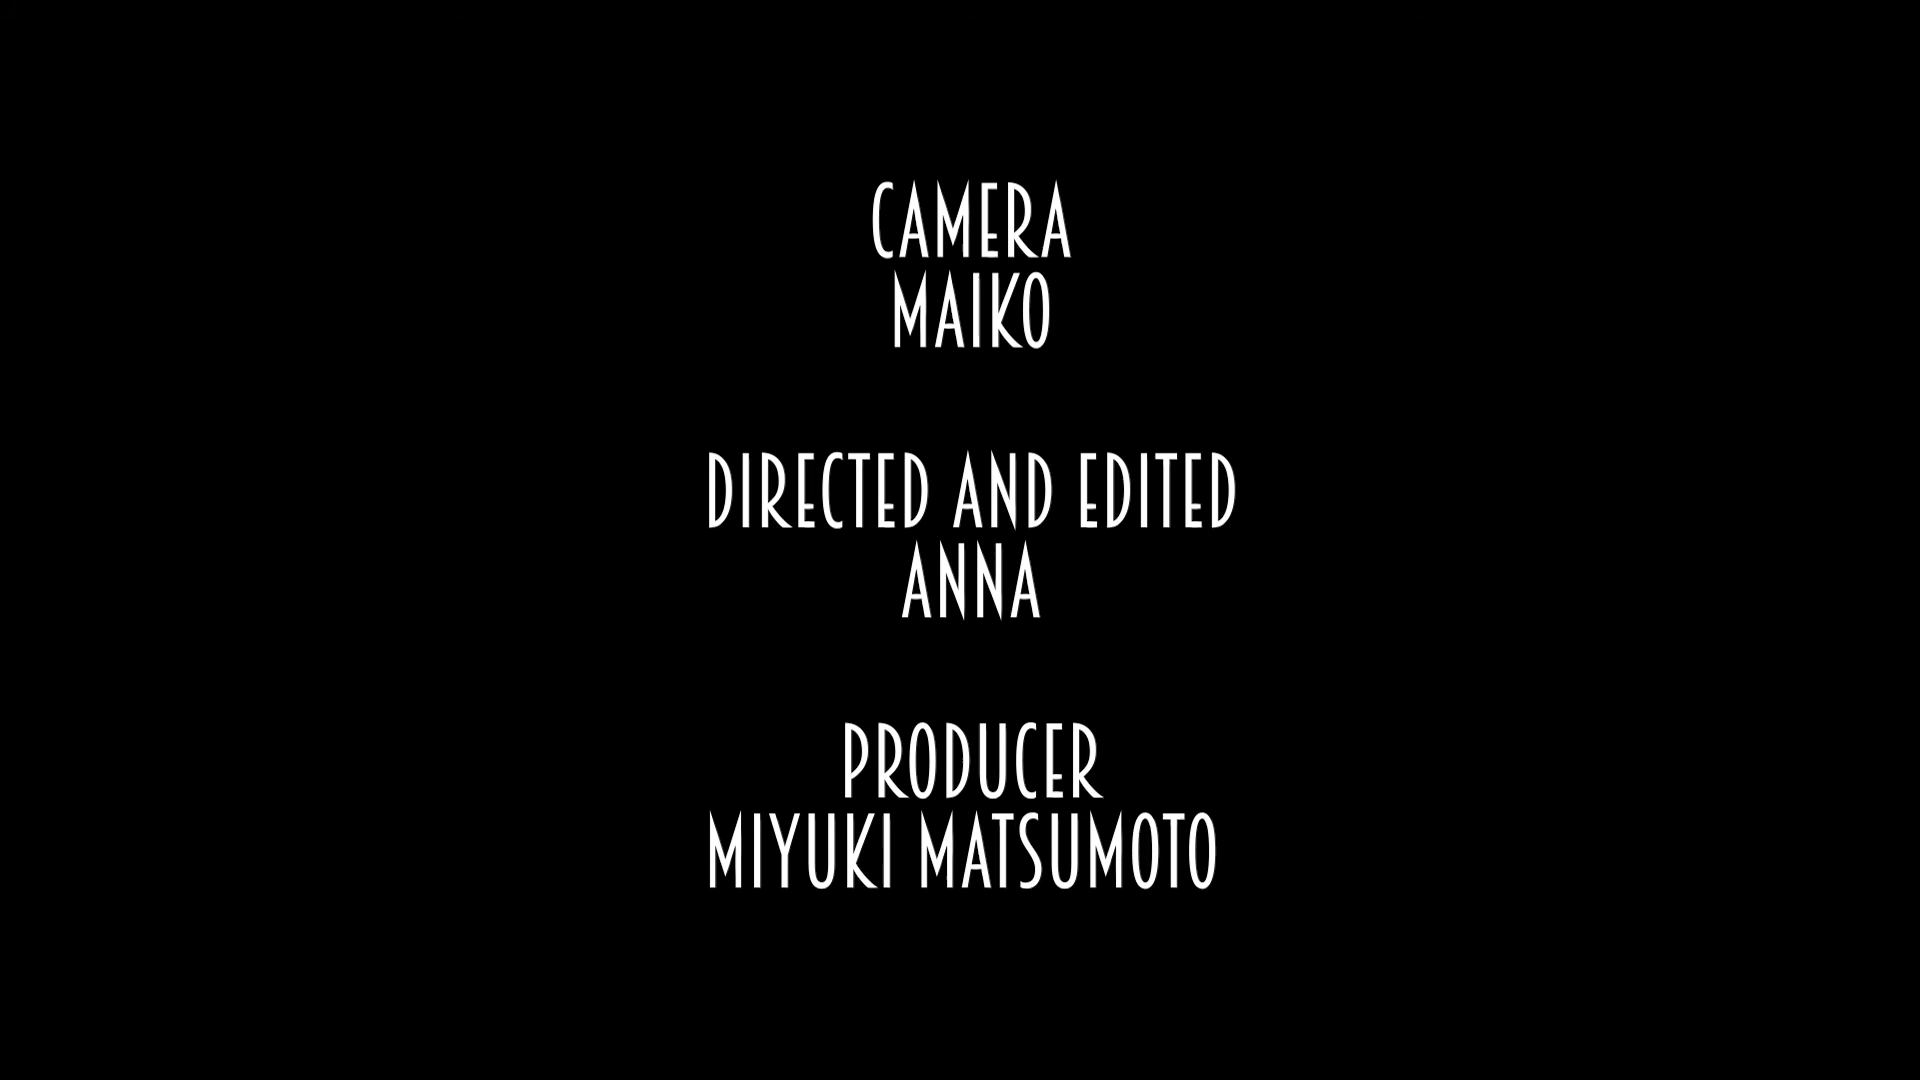 CAMERA
MAIKO
DIRECTED AND EDITED
ANNA
PRODUCER
MIYUKI MATSUMOTO